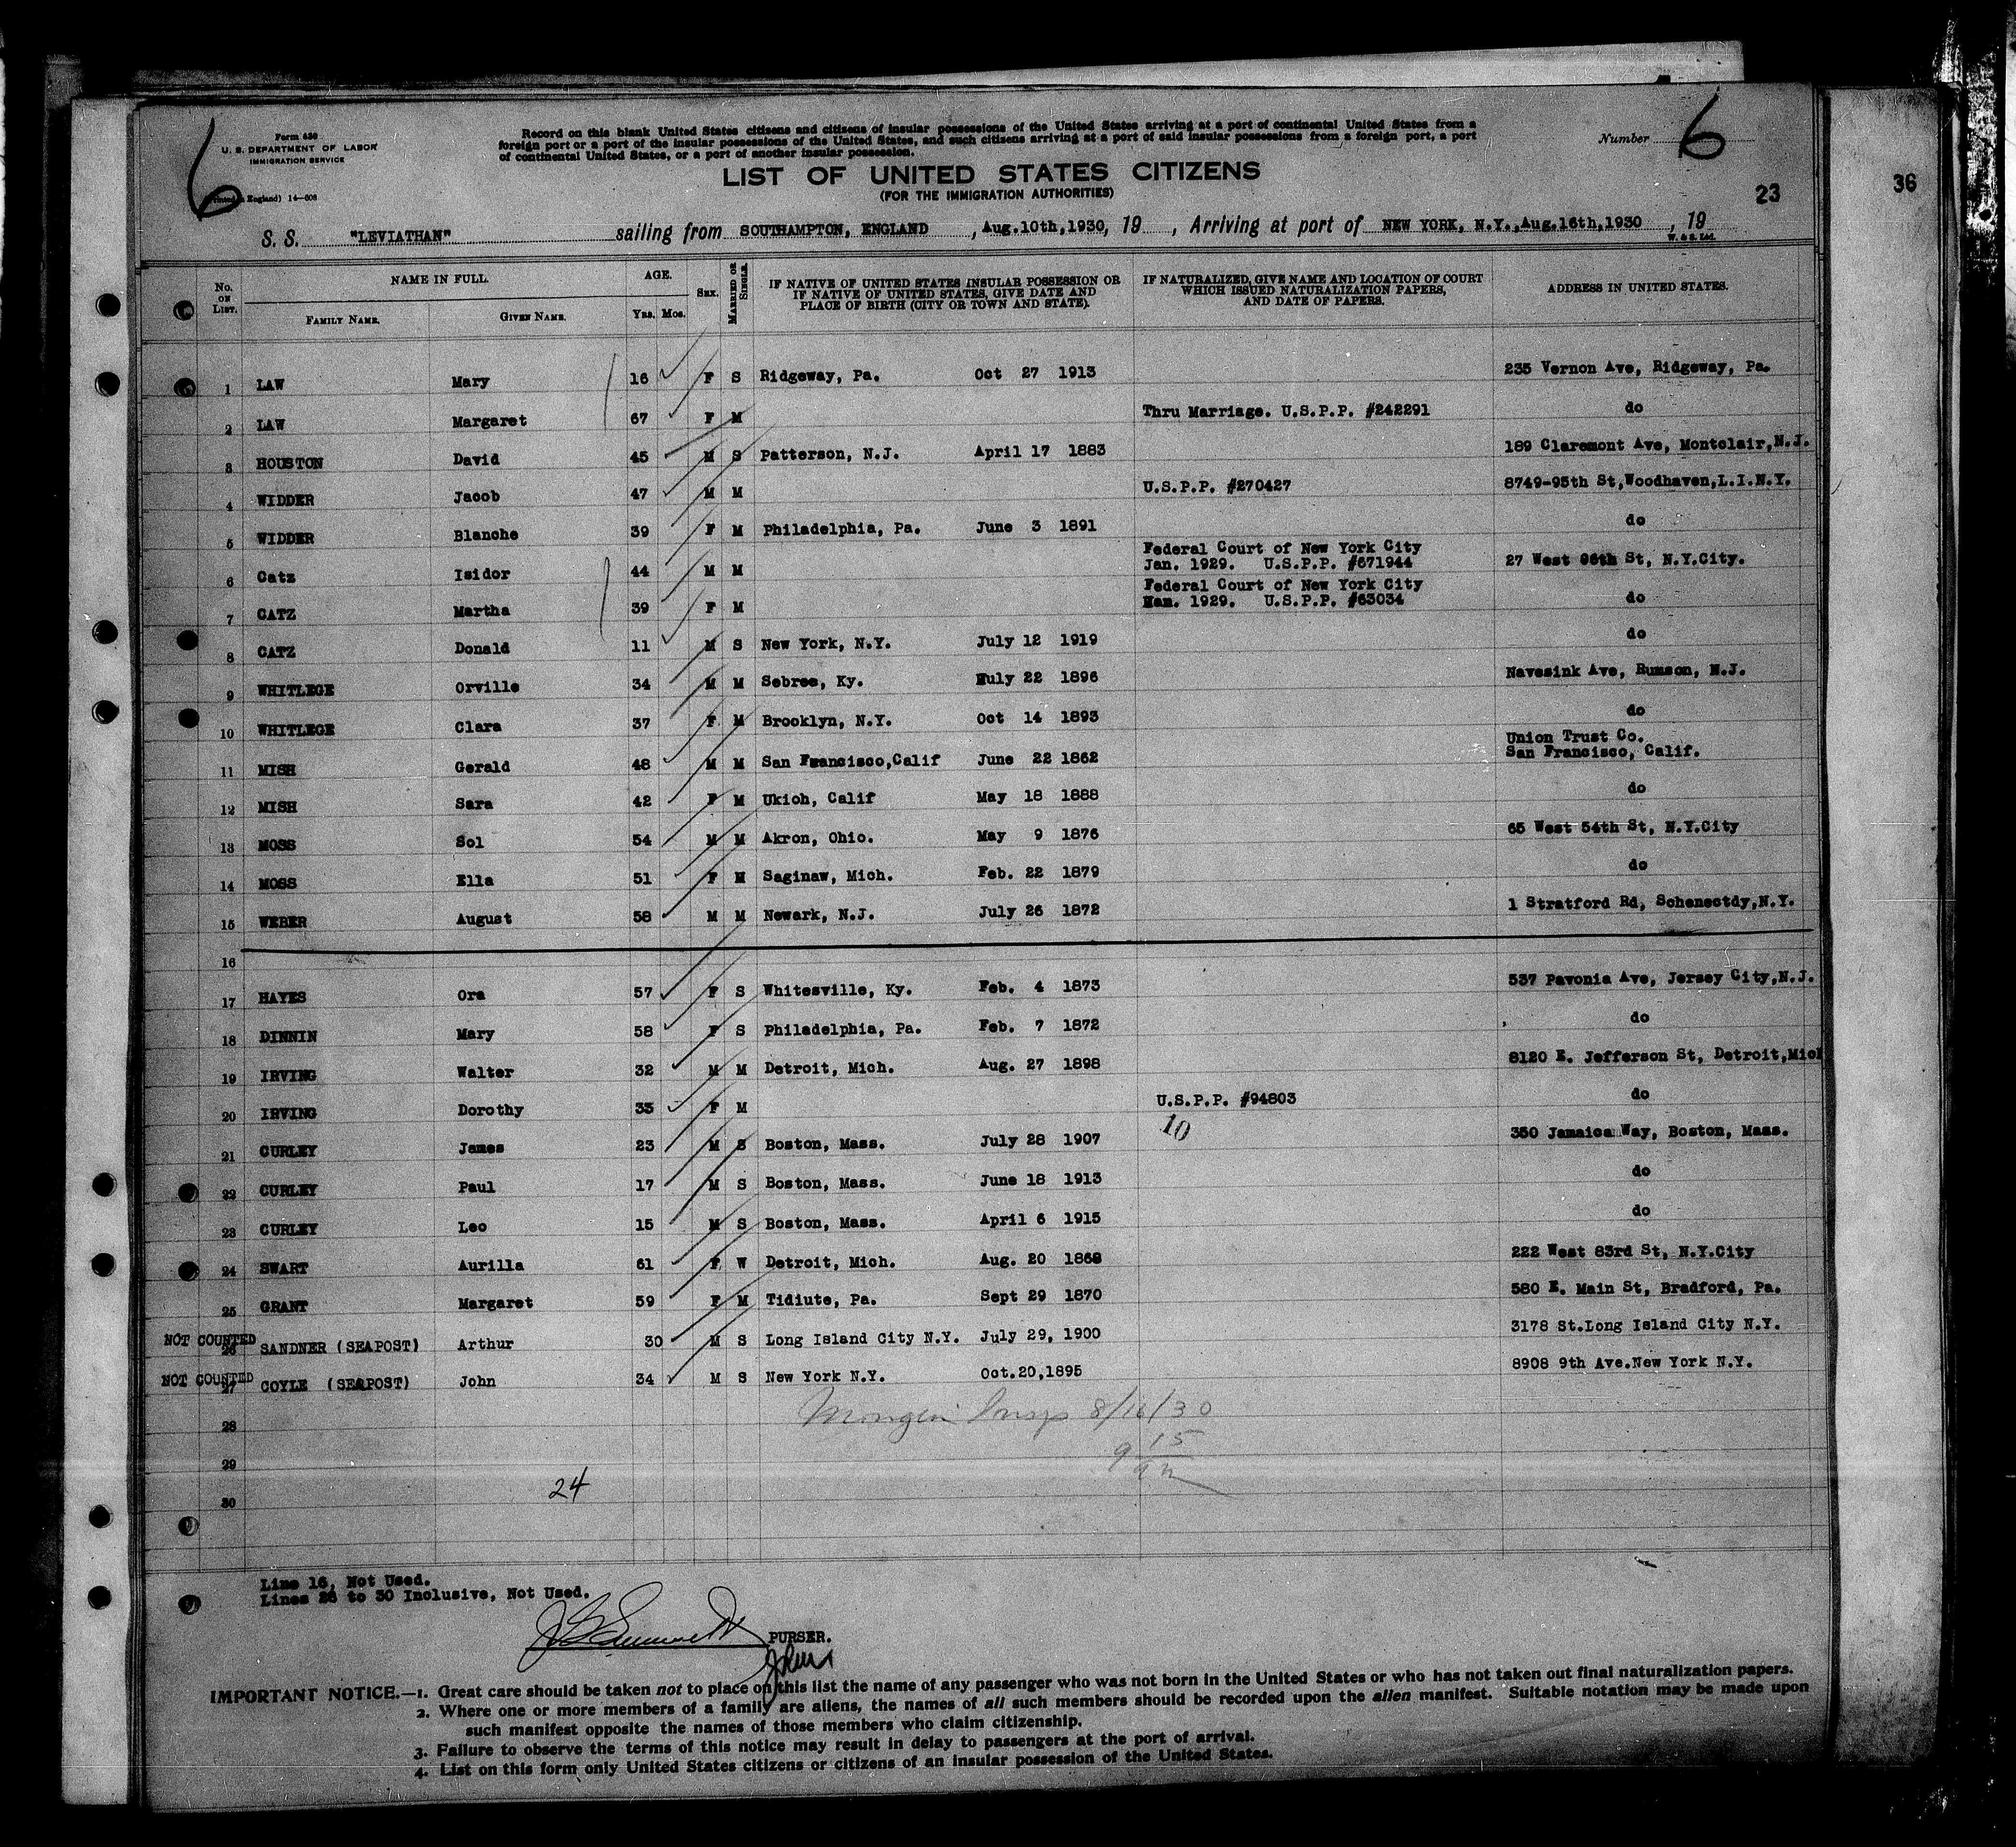 6
Form 430
U. S. DEPARTMENT OF LABOR
IMMIGRATION SERVICE
(Printed in England) 14—606
Record on this blank United States citizens and citizens of insular possessions of the United States arriving at a port of continental United States from a
foreign port or a port of the insular possessions of the United States, and such citizens arriving at a port of said insular possessions from a foreign port, a port
of continental United States, or a port of another insular possession.
Number 6
LIST OF UNITED STATES CITIZENS
(FOR THE IMMIGRATION AUTHORITIES)
23
36
S. S. "LEVIATHAN" sailing from SOUTHAMPTON, ENGLAND , Aug.10th,1930, 19 , Arriving at port of NEW YORK, N.Y.,Aug.16th,1930 , 19
W. & S. Ltd.
No. ON LIST. NAME IN FULL. FAMILY NAME. GIVEN NAME. AGE. Yrs. Mos. SEX. MARRIED OR SINGLE. IF NATIVE OF UNITED STATES INSULAR POSSESSION OR IF NATIVE OF UNITED STATES, GIVE DATE AND PLACE OF BIRTH (CITY OR TOWN AND STATE). IF NATURALIZED, GIVE NAME AND LOCATION OF COURT WHICH ISSUED NATURALIZATION PAPERS, AND DATE OF PAPERS. ADDRESS IN UNITED STATES.
1 LAW Mary 16 F S Ridgeway, Pa. Oct 27 1913 235 Vernon Ave, Ridgeway, Pa.
2 LAW Margaret 67 F M Thru Marriage. U.S.P.P. #242291 do
3 HOUSTON David 45 M S Patterson, N.J. April 17 1883 189 Claremont Ave, Montclair,N.J.
4 WIDDER Jacob 47 M M U.S.P.P. #270427 8749-95th St,Woodhaven,L.I.N.Y.
5 WIDDER Blanche 39 F M Philadelphia, Pa. June 3 1891 do
6 Catz Isidor 44 M M Federal Court of New York City Jan. 1929. U.S.P.P. #671944 27 West 96th St, N.Y.City.
7 CATZ Martha 39 F M Federal Court of New York City Han. 1929. U.S.P.P. #63034 do
8 CATZ Donald 11 M S New York, N.Y. July 12 1919 do
9 WHITLEGE Orville 34 M M Sebree, Ky. July 22 1896 Navesink Ave, Rumson, N.J.
10 WHITLEGE Clara 37 F M Brooklyn, N.Y. Oct 14 1893 do
11 MISH Gerald 48 M M San Francisco,Calif June 22 1862 Union Trust Co. San Francisco, Calif.
12 MISH Sara 42 F M Ukioh, Calif May 18 1888 do
13 MOSS Sol 54 M M Akron, Ohio. May 9 1876 65 West 54th St, N.Y.City
14 MOSS Ella 51 F M Saginaw, Mich. Feb. 22 1879 do
15 WEBER August 58 M M Newark, N.J. July 26 1872 1 Stratford Rd, Schenectdy,N.Y.
16
17 HAYES Ora 57 F S Whitesville, Ky. Feb. 4 1873 537 Pavonia Ave, Jersey City,N.J.
18 DINNIN Mary 58 F S Philadelphia, Pa. Feb. 7 1872 do
19 IRVING Walter 32 M M Detroit, Mich. Aug. 27 1898 8120 E. Jefferson St, Detroit,Mich
20 IRVING Dorothy 35 F M U.S.P.P. #94803 do
10
21 CURLEY James 23 M S Boston, Mass. July 28 1907 350 Jamaica Way, Boston, Mass.
22 CURLEY Paul 17 M S Boston, Mass. June 18 1913 do
23 CURLEY Leo 15 M S Boston, Mass. April 6 1915 do
24 SWART Aurilla 61 F W Detroit, Mich. Aug. 20 1868 222 West 83rd St, N.Y.City
25 GRANT Margaret 59 F M Tidiute, Pa. Sept 29 1870 580 E. Main St, Bradford, Pa.
NOT COUNTED 26 SANDNER (SEAPOST) Arthur 30 M S Long Island City N.Y. July 29, 1900 3178 St.Long Island City N.Y.
NOT COUNTED 27 COYLE (SEAPOST) John 34 M S New York N.Y. Oct.20,1895 8908 9th Ave.New York N.Y.
28 Insp 8/16/30
29 9 15
30 24
Line 16, Not Used.
Lines 28 to 30 Inclusive, Not Used.
PURSER.
IMPORTANT NOTICE.—1. Great care should be taken not to place on this list the name of any passenger who was not born in the United States or who has not taken out final naturalization papers.
2. Where one or more members of a family are aliens, the names of all such members should be recorded upon the alien manifest. Suitable notation may be made upon
such manifest opposite the names of those members who claim citizenship.
3. Failure to observe the terms of this notice may result in delay to passengers at the port of arrival.
4. List on this form only United States citizens or citizens of an insular possession of the United States.